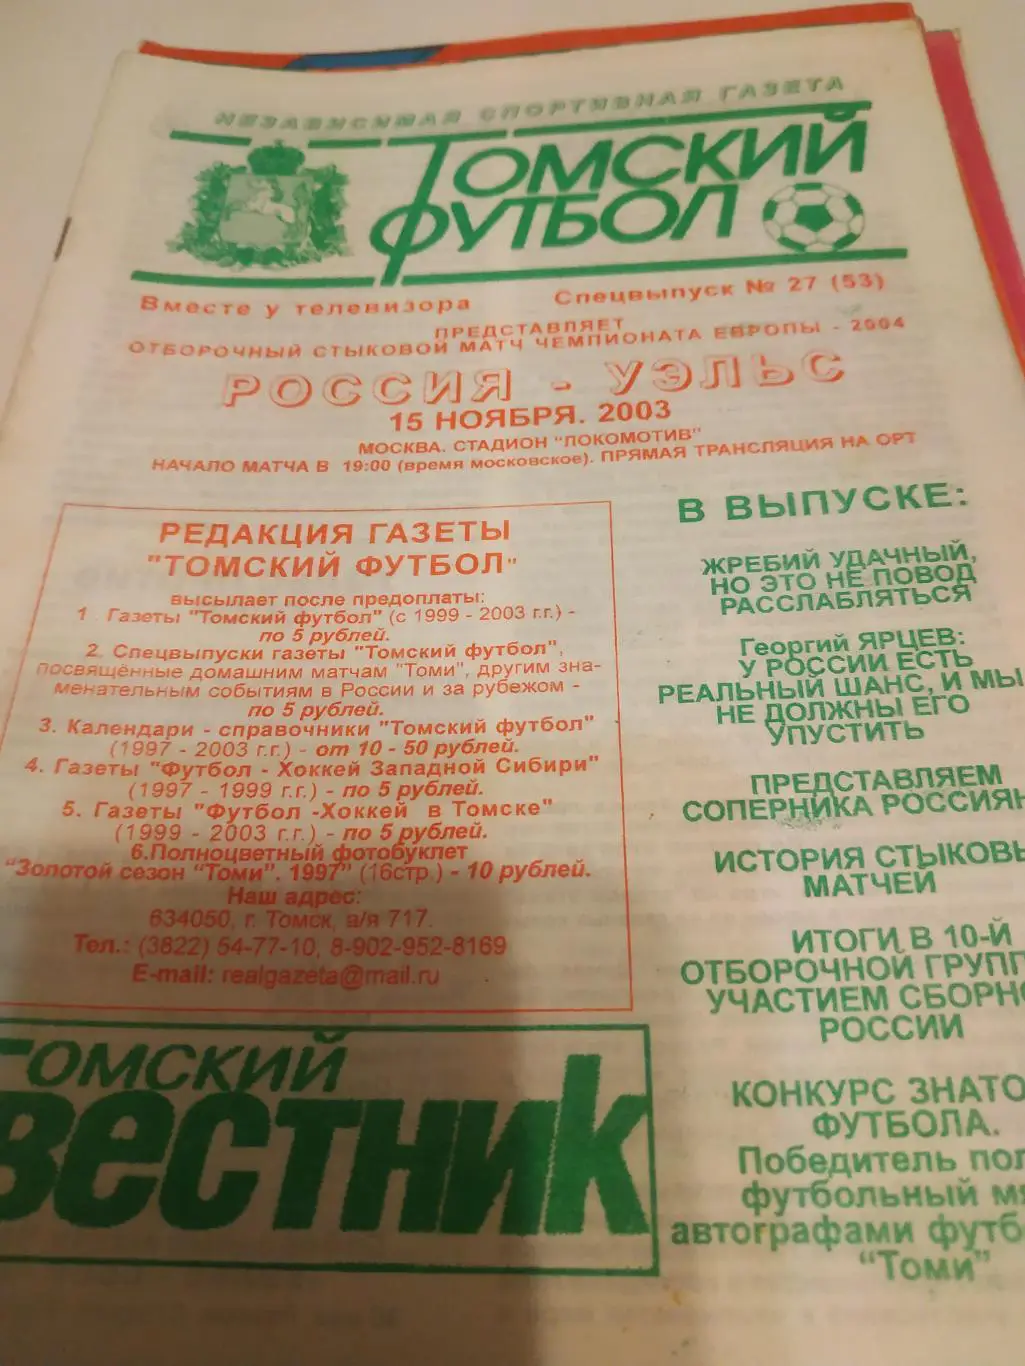 НЕЗАВИСИМАЯ СПОРТИВНАЯ ГАЗЕТА
ТОМСКИЙ
ФУТБОЛ
Вместе у телевизора
Спецвыпуск № 27 (53)
ПРЕДСТАВЛЯЕТ
ОТБОРОЧНЫЙ СТЫКОВОЙ МАТЧ ЧЕМПИОНАТА ЕВРОПЫ - 2004
РОССИЯ - УЭЛЬС
15 НОЯБРЯ. 2003
МОСКВА. СТАДИОН "ЛОКОМОТИВ"
НАЧАЛО МАТЧА В 19:00 (время московское). ПРЯМАЯ ТРАНСЛЯЦИЯ НА ОРТ
РЕДАКЦИЯ ГАЗЕТЫ
"ТОМСКИЙ ФУТБОЛ"
высылает после предоплаты:
1 Газеты "Томский футбол" (с 1999 - 2003 г.г.) -
по 5 рублей.
2. Спецвыпуски газеты "Томский футбол",
посвящённые домашним матчам "Томи", другим зна-
менательным событиям в России и за рубежом -
по 5 рублей.
3. Календари - справочники "Томский футбол"
(1997 - 2003 г.г.) - от 10 - 50 рублей.
4. Газеты "Футбол - Хоккей Западной Сибири"
(1997 - 1999 г.г.) - по 5 рублей.
5. Газеты "Футбол -Хоккей в Томске"
(1999 - 2003 г.г.) - по 5 рублей.
6.Полноцветный фотобуклет
"Золотой сезон "Томи". 1997" (16стр.) - 10 рублей.
Наш адрес:
634050, г. Томск, а/я 717.
Тел.: (3822) 54-77-10, 8-902-952-8169
E-mail: realgazeta@mail.ru
ТОМСКИЙ
ВЕСТНИК
В ВЫПУСКЕ:
ЖРЕБИЙ УДАЧНЫЙ,
НО ЭТО НЕ ПОВОД
РАССЛАБЛЯТЬСЯ
Георгий ЯРЦЕВ:
У РОССИИ ЕСТЬ
РЕАЛЬНЫЙ ШАНС, И МЫ
НЕ ДОЛЖНЫ ЕГО
УПУСТИТЬ
ПРЕДСТАВЛЯЕМ
СОПЕРНИКА РОССИЯН
ИСТОРИЯ СТЫКОВЫ
МАТЧЕЙ
ИТОГИ В 10-Й
ОТБОРОЧНОЙ ГРУПП
УЧАСТИЕМ СБОРНО
РОССИИ
КОНКУРС ЗНАТО
ФУТБОЛА.
Победитель пол
футбольный мя
автографами футб
"Томи"